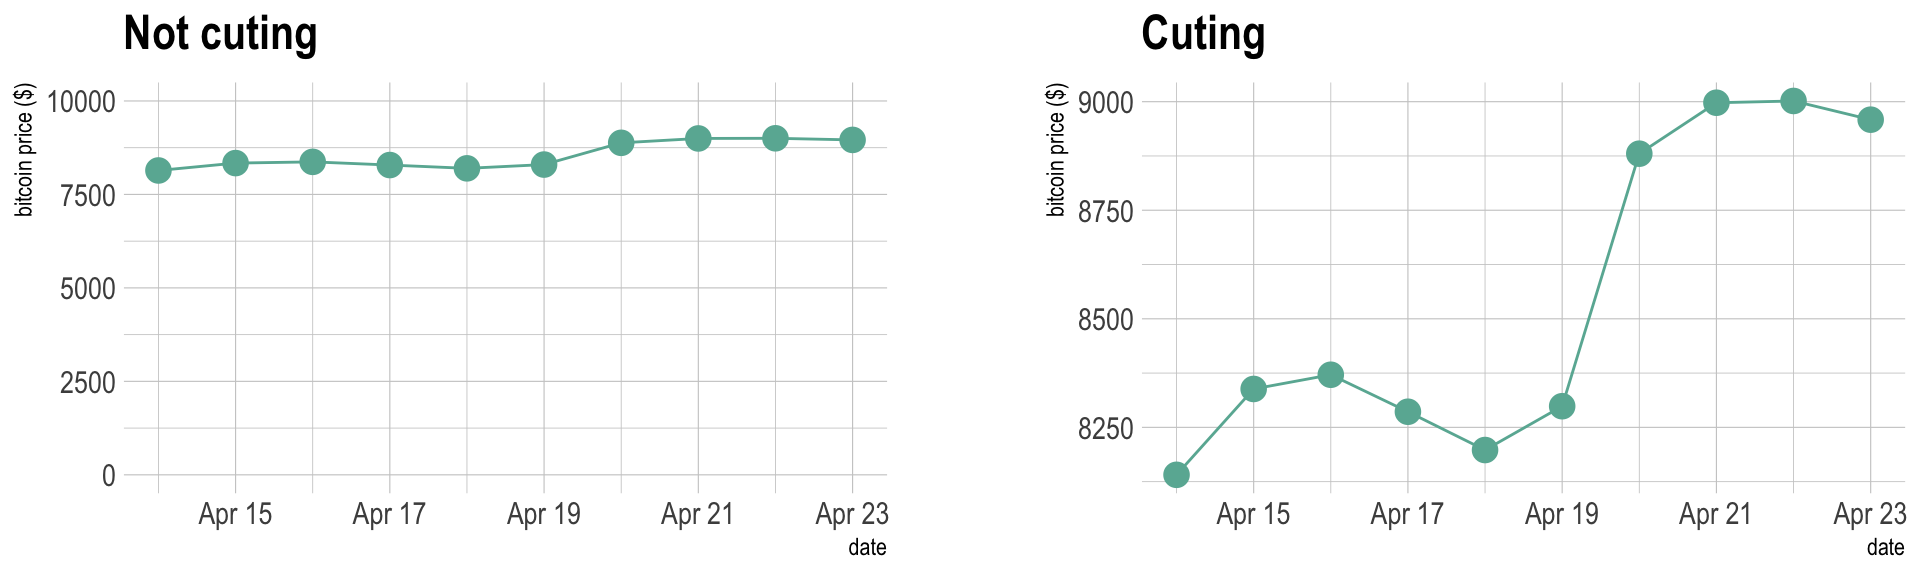 Not cuting
bitcoin price ($)
10000
7500
5000
2500
0
Apr 15 Apr 17 Apr 19 Apr 21 Apr 23
date
Cuting
bitcoin price ($)
9000
8750
8500
8250
Apr 15 Apr 17 Apr 19 Apr 21 Apr 23
date